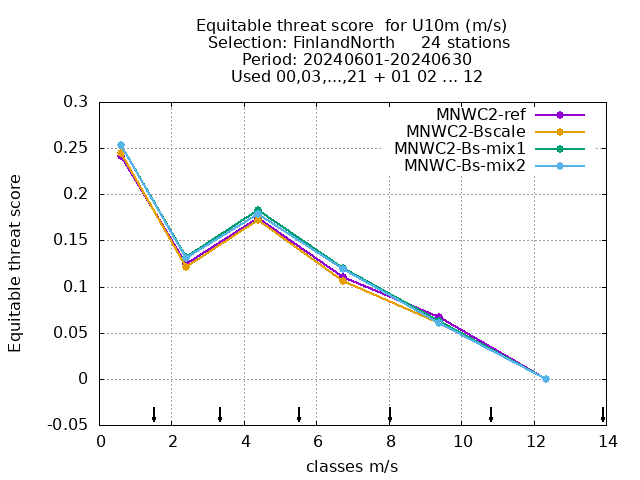 Equitable threat score  for U10m (m/s)
Selection: FinlandNorth     24 stations
Period: 20240601-20240630
Used 00,03,...,21 + 01 02 ... 12
MNWC2-ref
MNWC2-Bscale
MNWC2-Bs-mix1
MNWC-Bs-mix2
Equitable threat score
0.3
0.25
0.2
0.15
0.1
0.05
0
-0.05
0 2 4 6 8 10 12 14
classes m/s